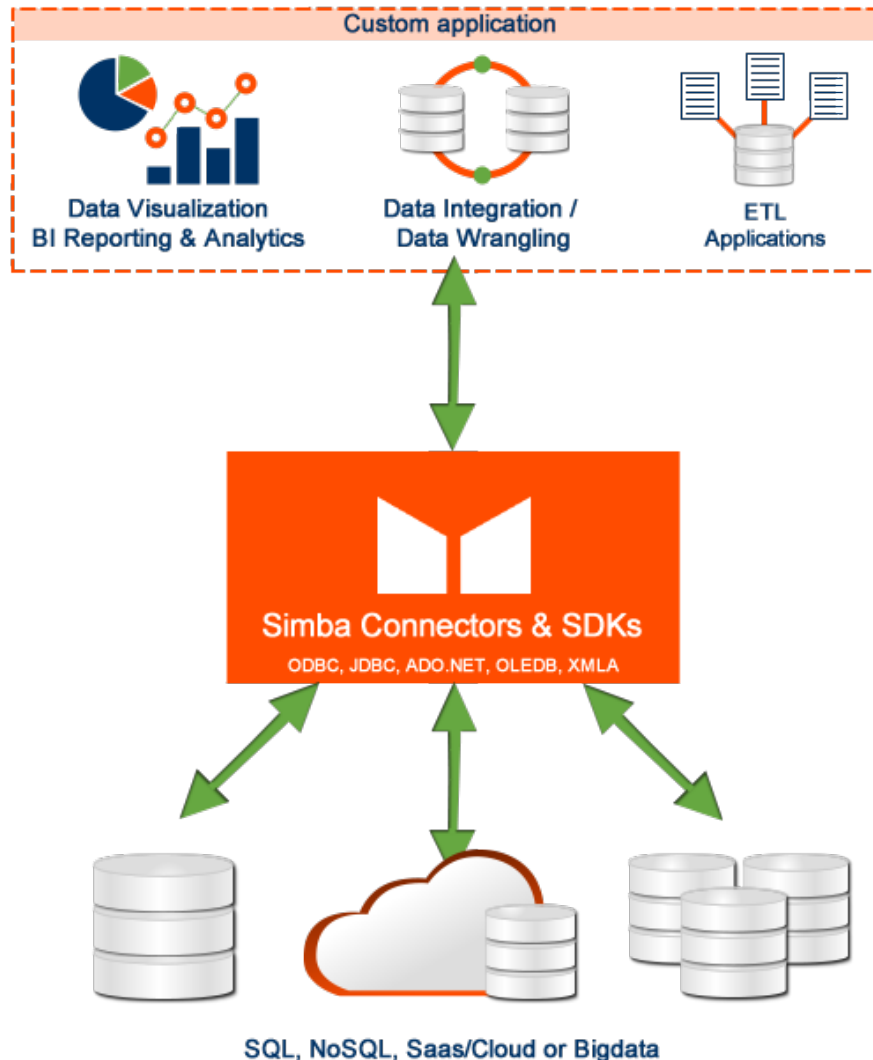 Custom application
Data Visualization
BI Reporting & Analytics
Data Integration /
Data Wrangling
ETL
Applications
Simba Connectors & SDKs
ODBC, JDBC, ADO.NET, OLEDB, XMLA
SQL, NoSQL, Saas/Cloud or Bigdata